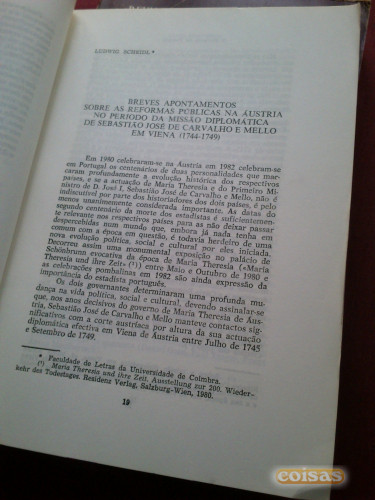 LUDWIG SCHEIDL *
BREVES APONTAMENTOS
SOBRE AS REFORMAS PÚBLICAS NA ÁUSTRIA
NO PERÍODO DA MISSÃO DIPLOMÁTICA
DE SEBASTIÃO JOSÉ DE CARVALHO E MELLO
EM VIENA (1744-1749)
Em 1980 celebraram-se na Áustria em 1982 celebram-se
em Portugal os centenários de duas personalidades que mar-
caram profundamente a evolução histórica dos respectivos
países, e se a actuação de Maria Theresia e do Primeiro Mi-
nistro de D. José I, Sebastião José de Carvalho e Mello, não é
indiscutível por parte dos historiadores dos dois países, é pelo
menos unanimemente considerada importante. As datas do
segundo centenário da morte dos estadistas é suficientemen-
te relevante nos respectivos países para as não deixar passar
despercebidas num mundo que, embora já nada tenha em
comum com a época em questão, é todavia herdeiro de uma
nova evolução política, social e cultural por eles iniciada.
Decorreu assim uma monumental exposição no palácio de
Schönbrunn evocativa da época de Maria Theresia («Maria
Theresia und ihre Zeit» (¹)) entre Maio e Outubro de 1980 e
as celebrações pombalinas em 1982 são ainda expressão da
importância do estadista português.
Os dois governantes determinaram uma profunda mu-
dança na vida política, social e cultural, devendo assinalar-se
que, nos anos decisivos do governo de Maria Theresia de Áus-
tria, Sebastião José de Carvalho e Mello manteve contactos sig-
nificativos com a corte austríaca por altura da sua actuação
diplomática efectiva em Viena de Áustria entre Julho de 1745
e Setembro de 1749.
* Faculdade de Letras da Universidade de Coimbra.
(¹) Maria Theresia und ihre Zeit. Ausstellung zur 200. Wieder-
kehr des Todestages. Residenz Verlag, Salzburg-Wien, 1980.
19
coisas